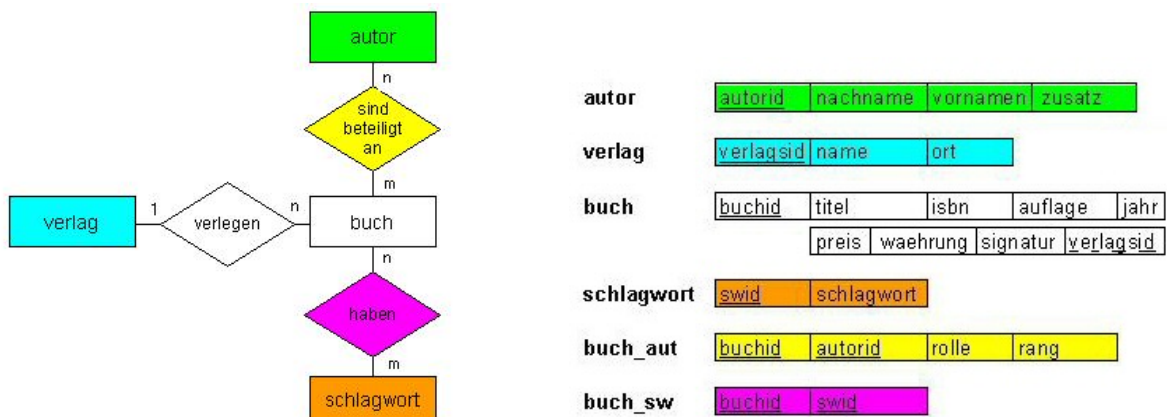 autor
n
sind
beteiligt
an
m
verlag
1
verlegen
n
buch
n
haben
m
schlagwort
autor autorid nachname vornamen zusatz
verlag verlagsid name ort
buch buchid titel isbn auflage jahr
preis waehrung signatur verlagsid
schlagwort swid schlagwort
buch_aut buchid autorid rolle rang
buch_sw buchid swid